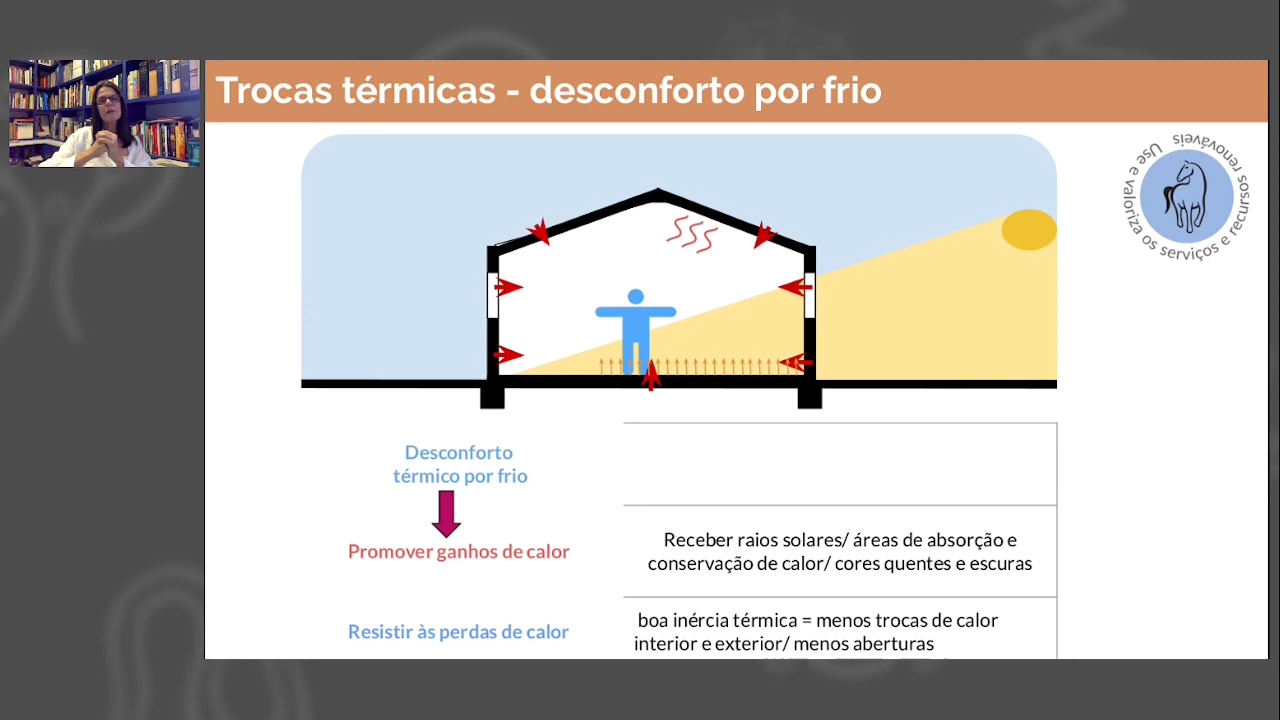 Trocas térmicas - desconforto por frio
Use e valoriza os serviços e recursos renováveis
Desconforto
térmico por frio
Promover ganhos de calor
Receber raios solares/ áreas de absorção e
conservação de calor/ cores quentes e escuras
Resistir às perdas de calor
boa inércia térmica = menos trocas de calor
interior e exterior/ menos aberturas